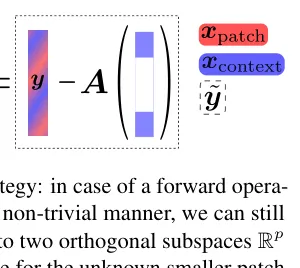 = y − A ( )
x_patch
x_context
ỹ
tegy: in case of a forward opera-
non-trivial manner, we can still
to two orthogonal subspaces ℝ^p
e for the unknown smaller patch